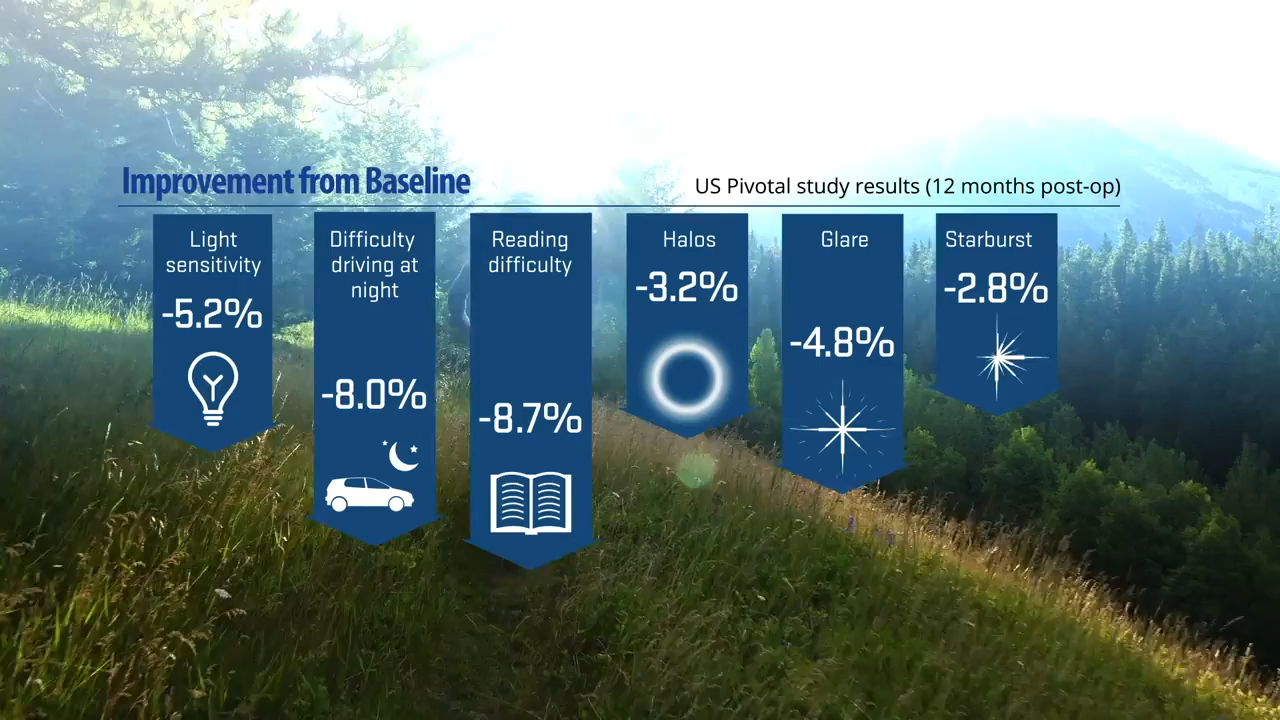 Improvement from Baseline
US Pivotal study results (12 months post-op)
Light
sensitivity
-5.2%
Difficulty
driving at
night
-8.0%
Reading
difficulty
-8.7%
Halos
-3.2%
Glare
-4.8%
Starburst
-2.8%